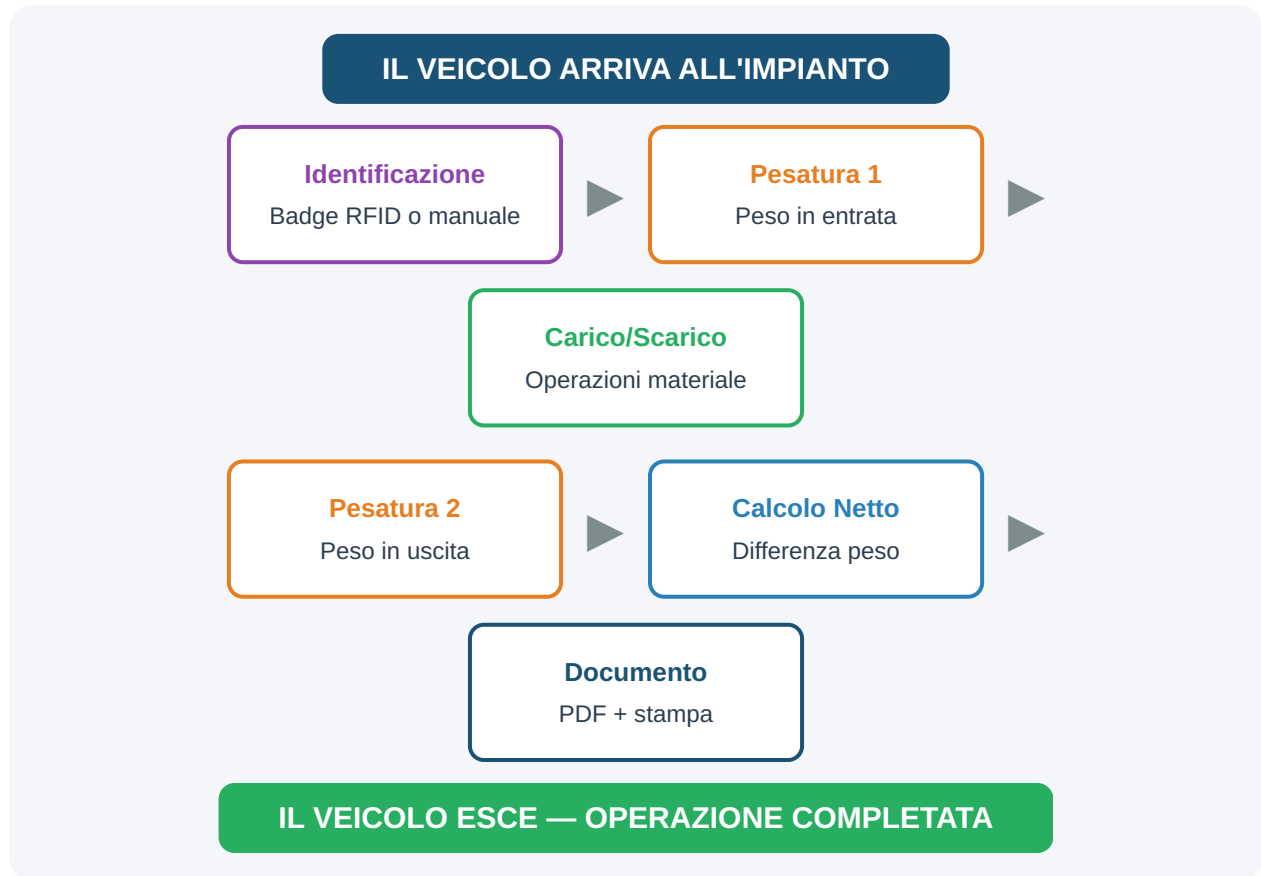 IL VEICOLO ARRIVA ALL'IMPIANTO
Identificazione
Badge RFID o manuale
Pesatura 1
Peso in entrata
Carico/Scarico
Operazioni materiale
Pesatura 2
Peso in uscita
Calcolo Netto
Differenza peso
Documento
PDF + stampa
IL VEICOLO ESCE — OPERAZIONE COMPLETATA